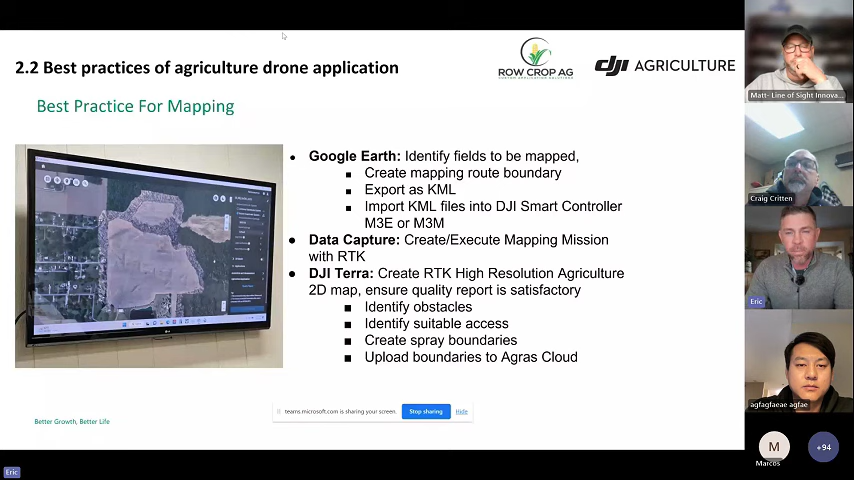 2.2 Best practices of agriculture drone application
ROW CROP AG
dji AGRICULTURE
Best Practice For Mapping
Google Earth: Identify fields to be mapped,
Create mapping route boundary
Export as KML
Import KML files into DJI Smart Controller
M3E or M3M
Data Capture: Create/Execute Mapping Mission
with RTK
DJI Terra: Create RTK High Resolution Agriculture
2D map, ensure quality report is satisfactory
Identify obstacles
Identify suitable access
Create spray boundaries
Upload boundaries to Agras Cloud
teams.microsoft.com is sharing your screen.
Stop sharing
Hide
Better Growth, Better Life
Eric
Matt- Line of Sight Innova...
Craig Critten
Eric
agfagfaeae agfae
M
Marcos
+94